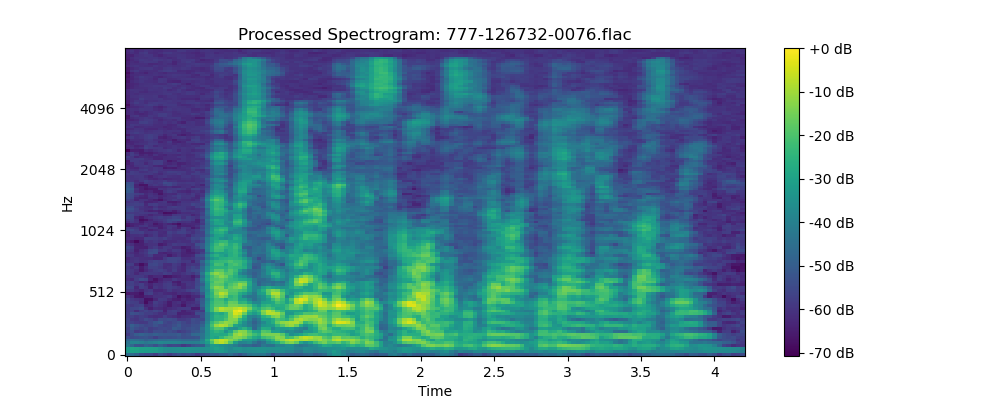 Processed Spectrogram: 777-126732-0076.flac
Hz
4096
2048
1024
512
0
0 0.5 1 1.5 2 2.5 3 3.5 4
Time
+0 dB
-10 dB
-20 dB
-30 dB
-40 dB
-50 dB
-60 dB
-70 dB